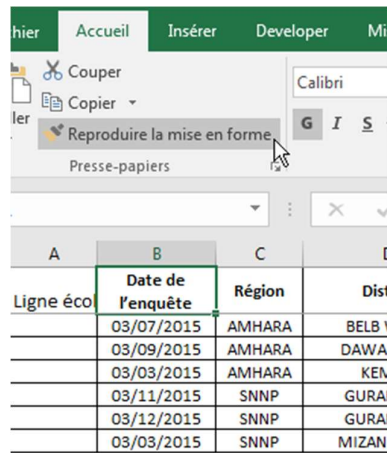 hier Accueil Insérer Developer Mi
Couper
Copier
ler
Reproduire la mise en forme
Presse-papiers
Calibri
G I S
A B C
Ligne écol Date de l'enquête Région Dist
03/07/2015 AMHARA BELB
03/09/2015 AMHARA DAWA
03/03/2015 AMHARA KEM
03/11/2015 SNNP GURA
03/12/2015 SNNP GURA
03/03/2015 SNNP MIZAN